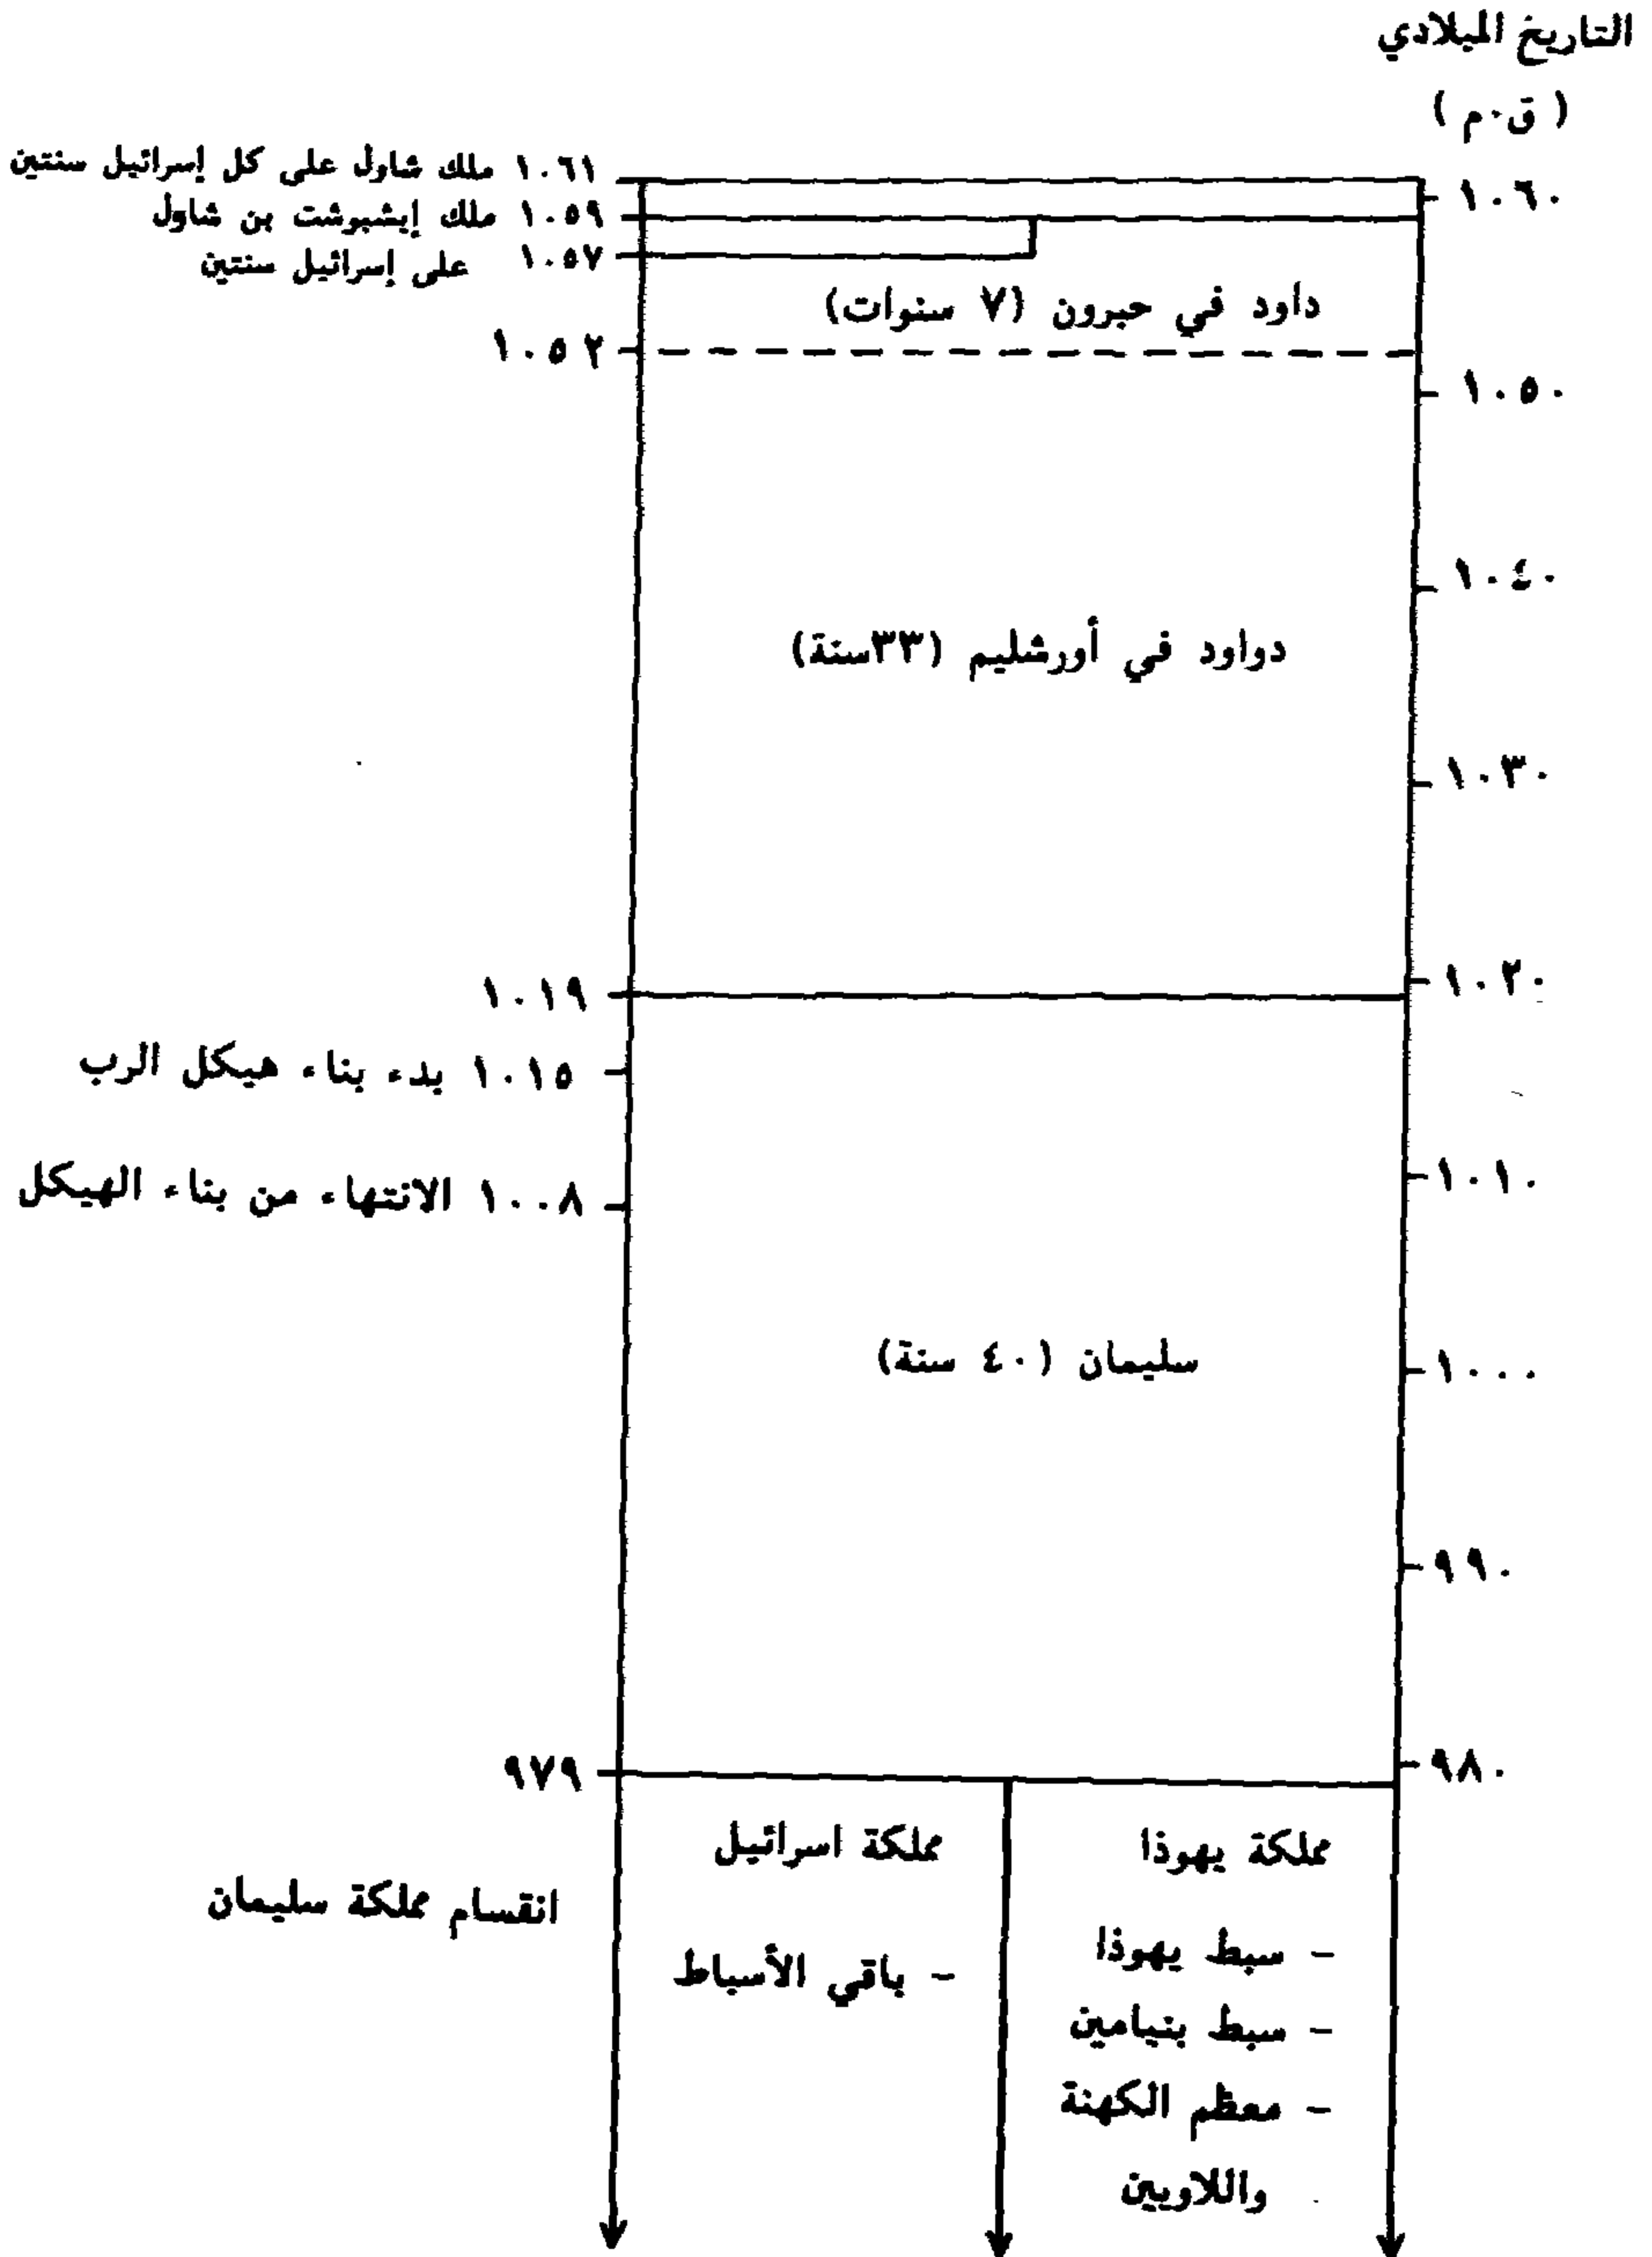 التاريخ الميلادي
( ق.م )
١٠٦١ ملك شاول على كل إسرائيل سنتين
١٠٦٠
١٠٥٩ ملك إيشبوشت بن شاول
١٠٥٧ على إسرائيل سنتين
داود في حبرون (٧ سنوات)
١٠٥٢
١٠٥٠
١٠٤٠
دواود في أورشليم (٣٣سنة)
١٠٣٠
١٠٢٠
١٠١٩
١٠١٥ بدء بناء هيكل الرب
١٠١٠
١٠٠٨ الانتهاء من بناء الهيكل
سليمان (٤٠ سنة)
١٠٠٠
٩٩٠
٩٨٠
٩٧٩
مملكة يهوذا
- سبط يهوذا
- سبط بنيامين
- معظم الكهنة
واللاويين
مملكة اسرائيل
- باقي الأسباط
انقسام مملكة سليمان